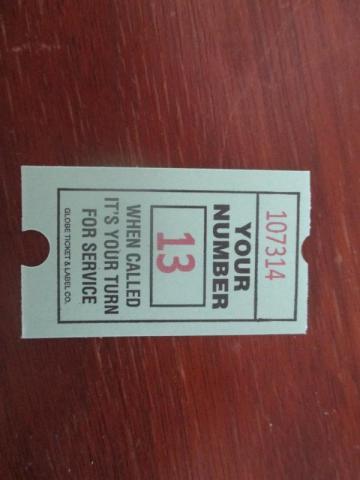 107314
YOUR
NUMBER
13
WHEN CALLED
IT'S YOUR TURN
FOR SERVICE
GLOBE TICKET & LABEL CO.